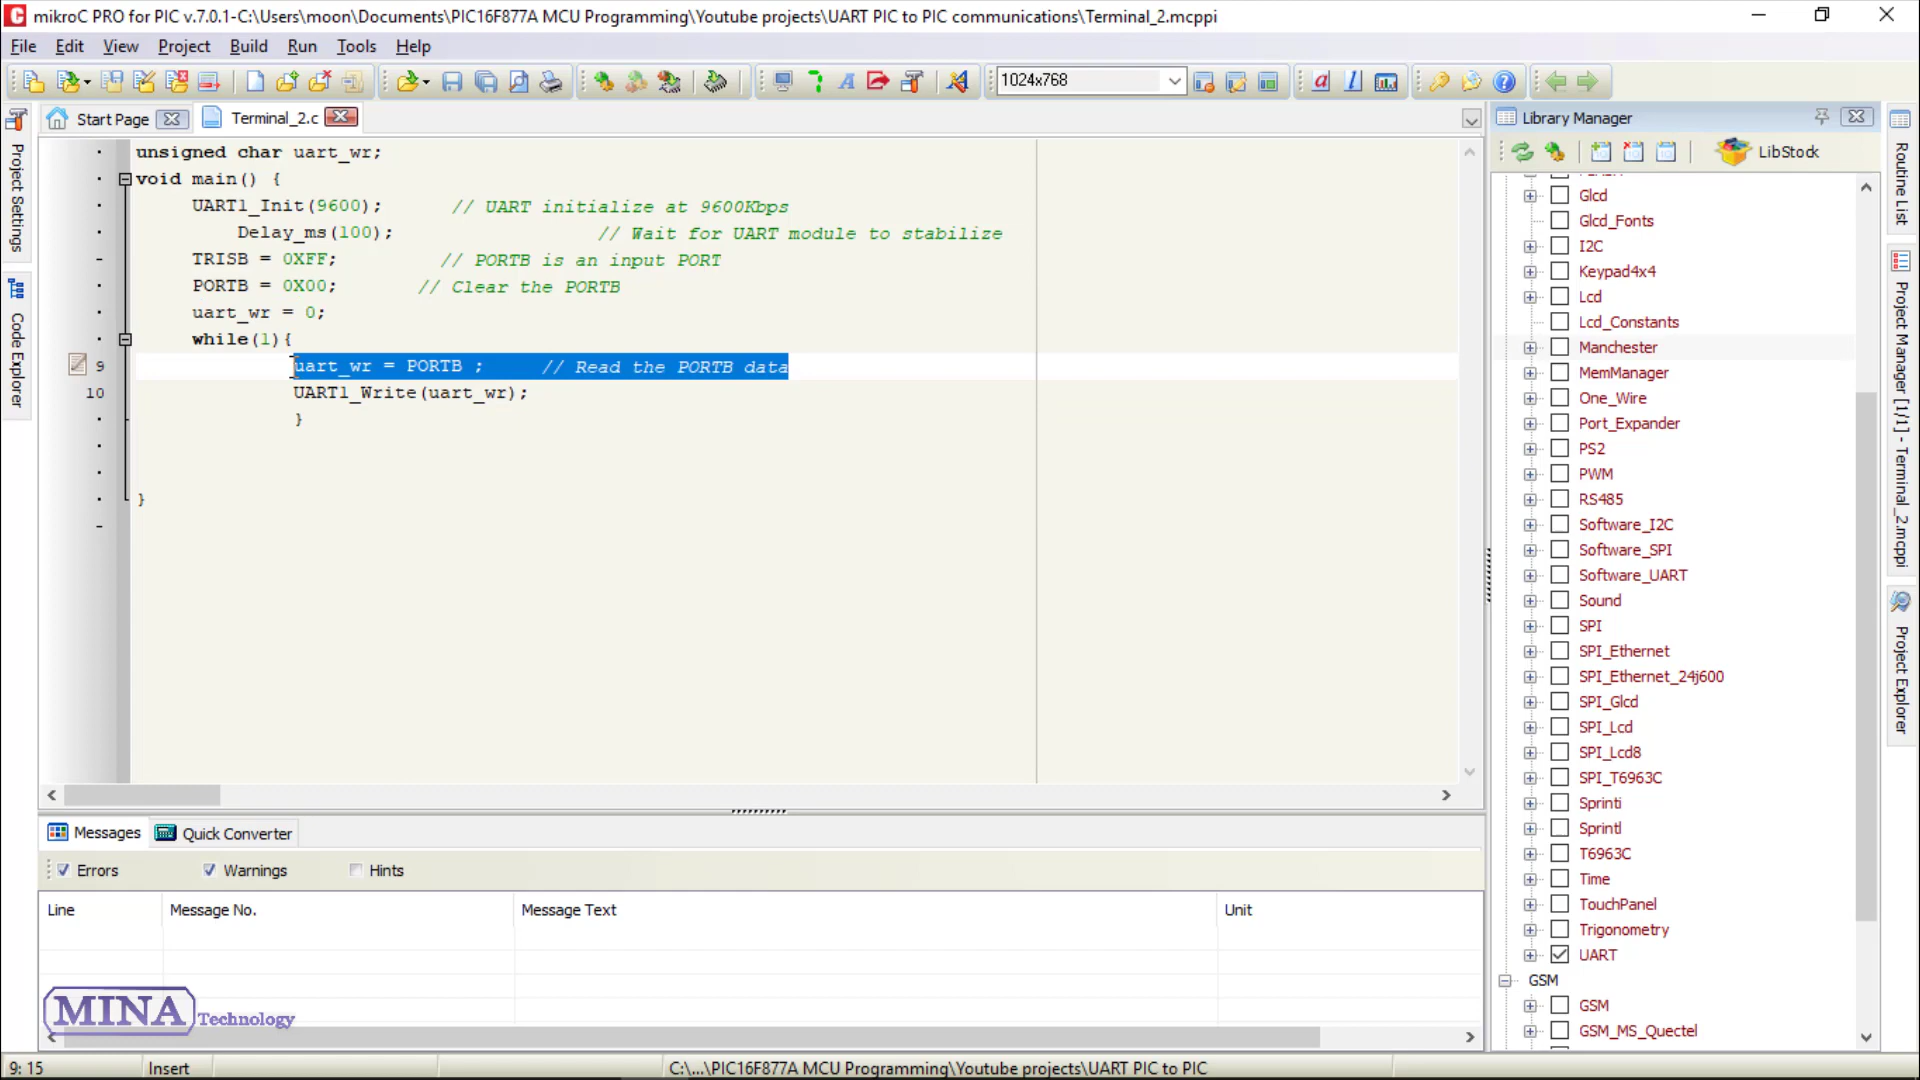 mikroC PRO for PIC v.7.0.1-C:\Users\moon\Documents\PIC16F877A MCU Programming\Youtube projects\UART PIC to PIC communications\Terminal_2.mcppi
File Edit View Project Build Run Tools Help
1024x768
Start Page
Terminal_2.c
Project Settings
Code Explorer
unsigned char uart_wr;
void main() {
UART1_Init(9600); // UART initialize at 9600Kbps
Delay_ms(100); // Wait for UART module to stabilize
TRISB = 0XFF; // PORTB is an input PORT
PORTB = 0X00; // Clear the PORTB
uart_wr = 0;
while(1){
9 uart_wr = PORTB ; // Read the PORTB data
10 UART1_Write(uart_wr);
}
}
Library Manager
LibStock
Glcd
Glcd_Fonts
I2C
Keypad4x4
Lcd
Lcd_Constants
Manchester
MemManager
One_Wire
Port_Expander
PS2
PWM
RS485
Software_I2C
Software_SPI
Software_UART
Sound
SPI
SPI_Ethernet
SPI_Ethernet_24j600
SPI_Glcd
SPI_Lcd
SPI_Lcd8
SPI_T6963C
Sprinti
Sprintl
T6963C
Time
TouchPanel
Trigonometry
UART
GSM
GSM
GSM_MS_Quectel
Routine List
Project Manager [1/1] - Terminal_2.mcppi
Project Explorer
Messages Quick Converter
Errors Warnings Hints
Line Message No. Message Text Unit
MINA Technology
9: 15 Insert C:\...\PIC16F877A MCU Programming\Youtube projects\UART PIC to PIC